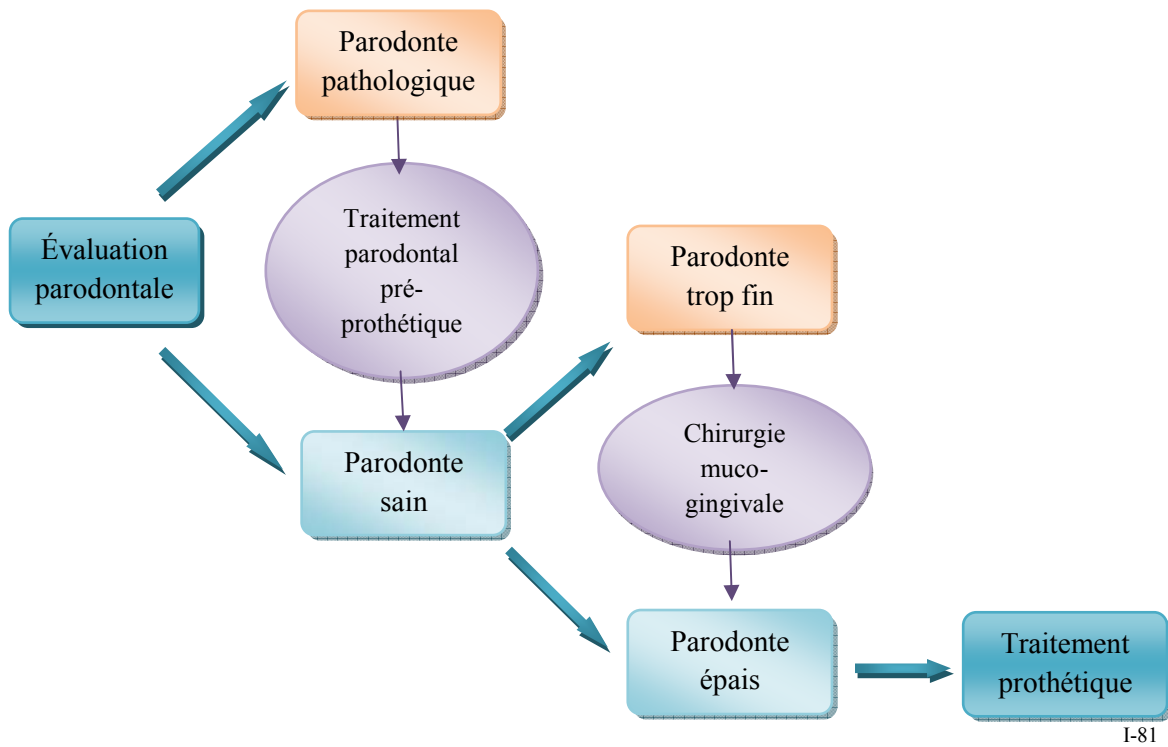 Parodonte
pathologique
Évaluation
parodontale
Traitement
parodontal
pré-
prothétique
Parodonte
trop fin
Parodonte
sain
Chirurgie
muco-
gingivale
Parodonte
épais
Traitement
prothétique
I-81